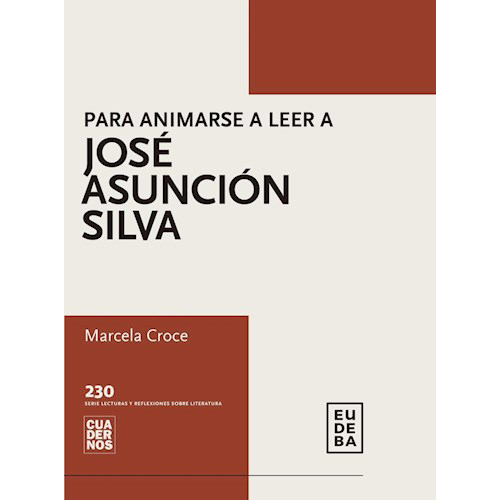 PARA ANIMARSE A LEER A
JOSÉ
ASUNCIÓN
SILVA
Marcela Croce
230
SERIE LECTURAS Y REFLEXIONES SOBRE LITERATURA
CUA
DER
NOS
EU
DE
BA